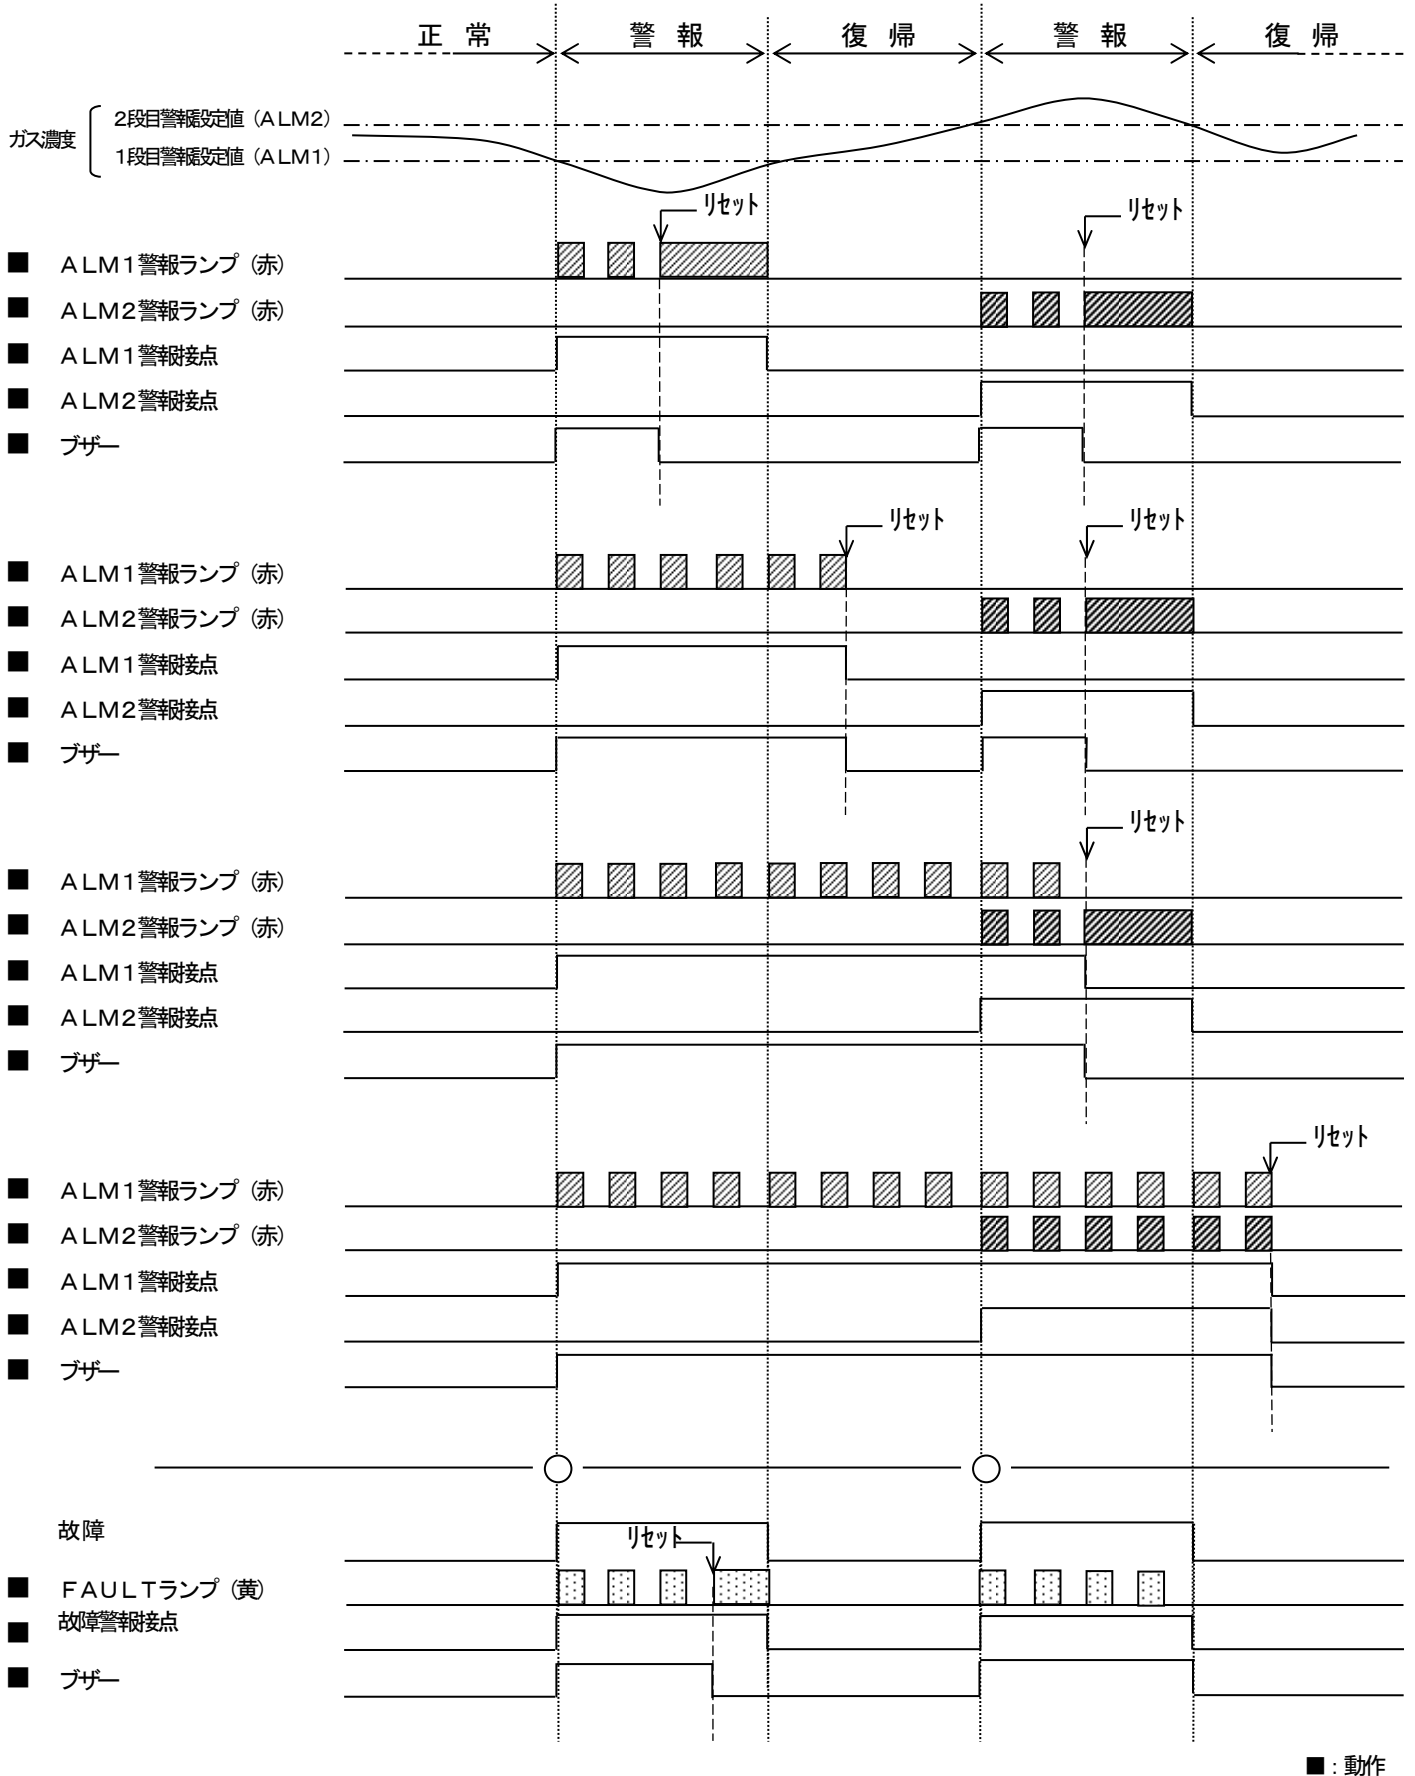 正 常 警 報 復 帰 警 報 復 帰
2段目警報設定値（ALM2）
ガス濃度
1段目警報設定値（ALM1）
リセット リセット
■ ALM1警報ランプ（赤）
■ ALM2警報ランプ（赤）
■ ALM1警報接点
■ ALM2警報接点
■ ブザー
リセット リセット
■ ALM1警報ランプ（赤）
■ ALM2警報ランプ（赤）
■ ALM1警報接点
■ ALM2警報接点
■ ブザー
リセット
■ ALM1警報ランプ（赤）
■ ALM2警報ランプ（赤）
■ ALM1警報接点
■ ALM2警報接点
■ ブザー
リセット
■ ALM1警報ランプ（赤）
■ ALM2警報ランプ（赤）
■ ALM1警報接点
■ ALM2警報接点
■ ブザー
故障
リセット
■ FAULTランプ（黄）
■ 故障警報接点
■ ブザー
■：動作